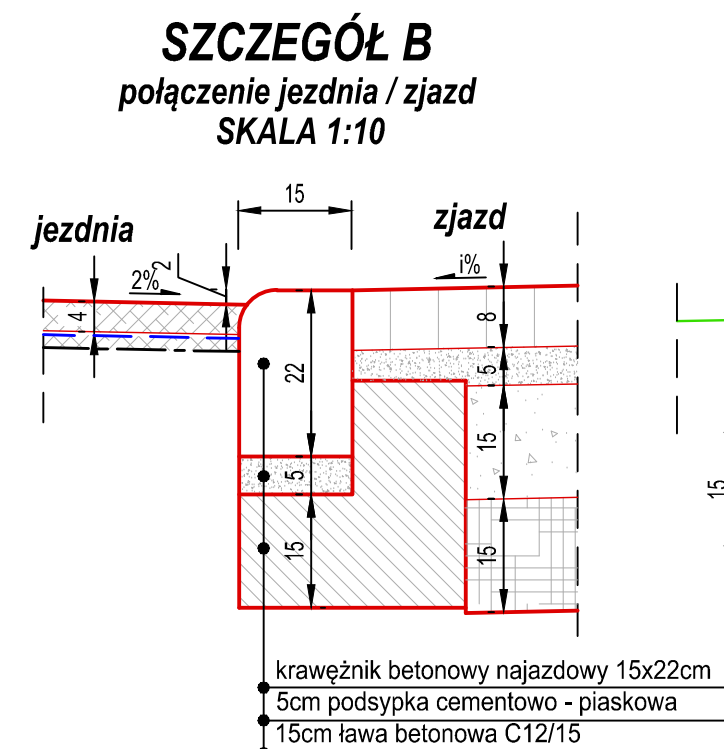 SZCZEGÓŁ B
połączenie jezdnia / zjazd
SKALA 1:10
15
jezdnia
zjazd
2%
2
i%
4
8
22
5
5
15
15
15
15
krawężnik betonowy najazdowy 15x22cm
5cm podsypka cementowo - piaskowa
15cm ława betonowa C12/15